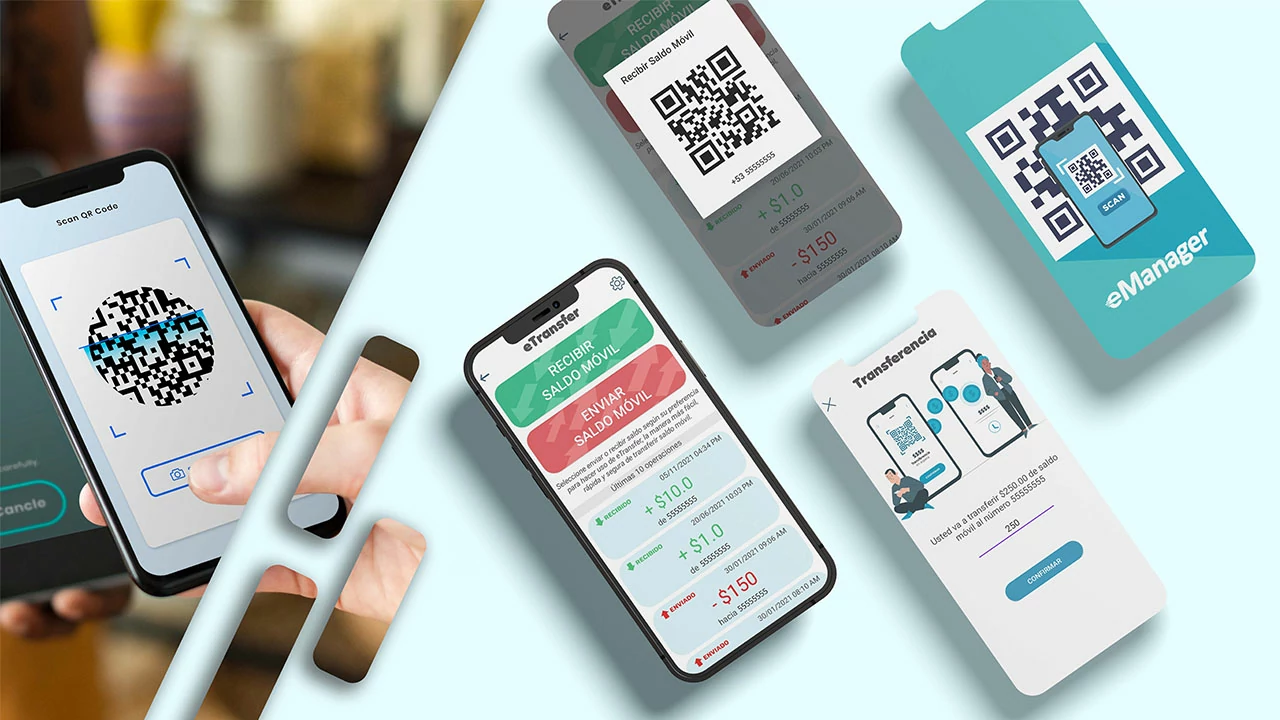 Scan QR Code
carefully
Cancle
RECIBIR
SALDO MÓVIL
Recibir Saldo Móvil
+53 55555555
20/06/2021 10:03 PM
RECIBIDO
+ $1.0
de 55555555
30/01/2021 09:06 AM
ENVIADO
- $150
hacia 55555555
30/01/2021 08:10 AM
ENVIADO
SCAN
eManager
eTransfer
RECIBIR
SALDO MÓVIL
ENVIAR
SALDO MÓVIL
Seleccione enviar o recibir saldo según su preferencia
para hacer uso de eTransfer, la manera más fácil,
rápida y segura de transferir saldo móvil.
Últimas 10 operaciones
05/11/2021 04:34 PM
RECIBIDO
+ $10.0
de 55555555
20/06/2021 10:03 PM
RECIBIDO
+ $1.0
de 55555555
30/01/2021 09:06 AM
ENVIADO
- $150
hacia 55555555
30/01/2021 08:10 AM
ENVIADO
Transferencia
$$$$
$$$$
Usted va a transferir $250.00 de saldo
móvil al número 55555555
250
CONFIRMAR